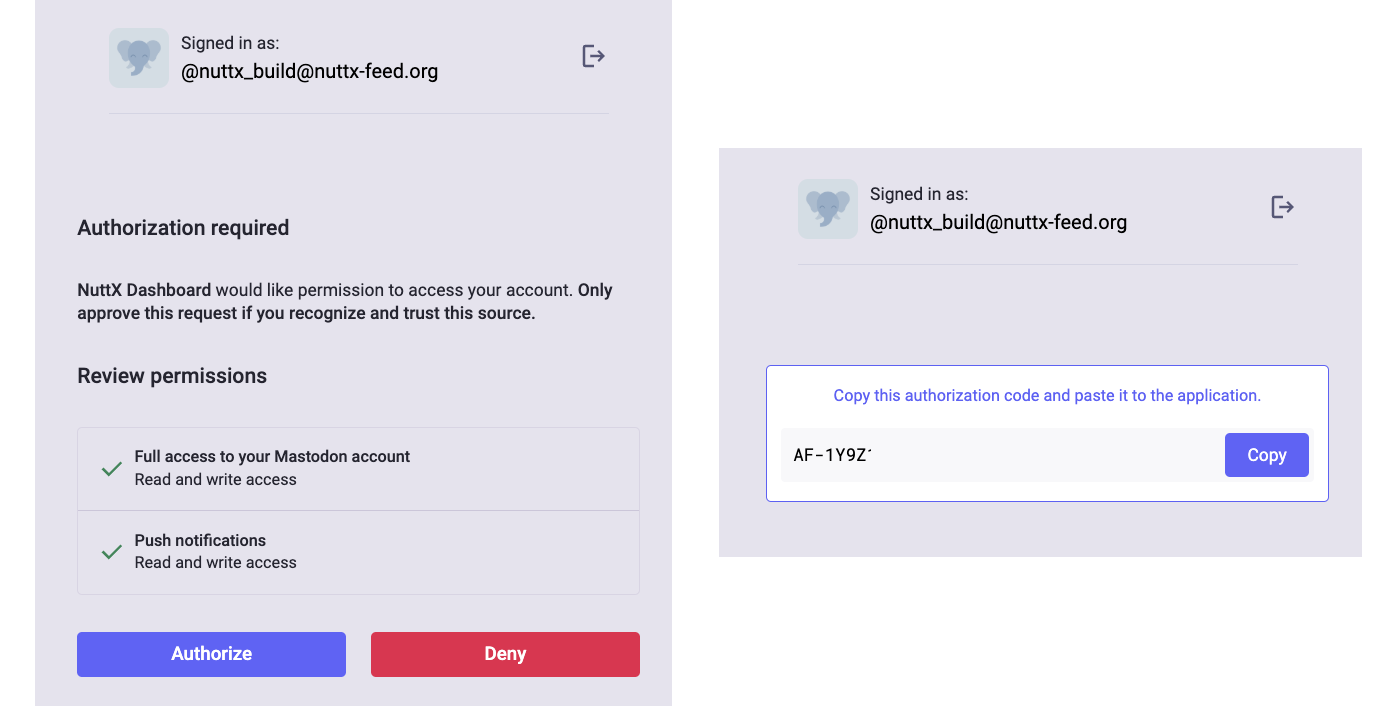 Signed in as:
@nuttx_build@nuttx-feed.org
Authorization required
NuttX Dashboard would like permission to access your account. Only
approve this request if you recognize and trust this source.
Review permissions
Full access to your Mastodon account
Read and write access
Push notifications
Read and write access
Authorize
Deny
Signed in as:
@nuttx_build@nuttx-feed.org
Copy this authorization code and paste it to the application.
AF-1Y9Z
Copy